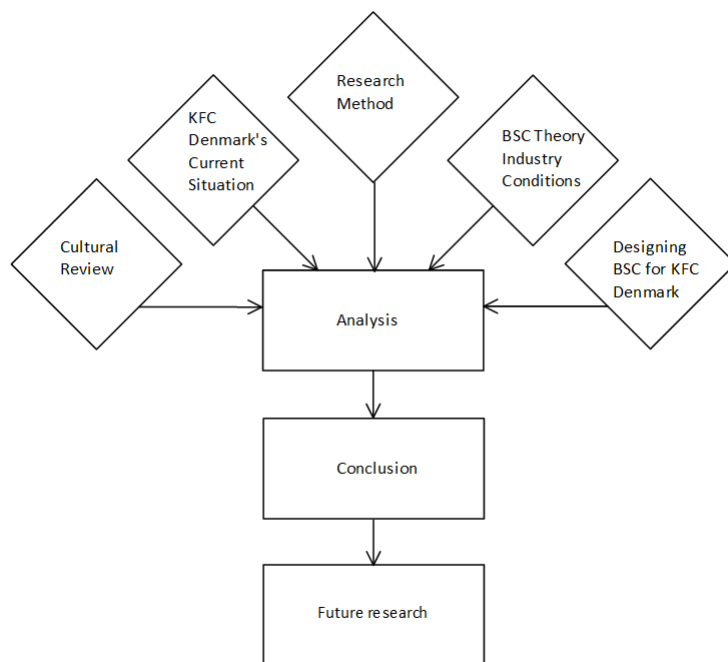 Research
Method
KFC
Denmark's
Current
Situation
BSC Theory
Industry
Conditions
Cultural
Review
Designing
BSC for KFC
Denmark
Analysis
Conclusion
Future research